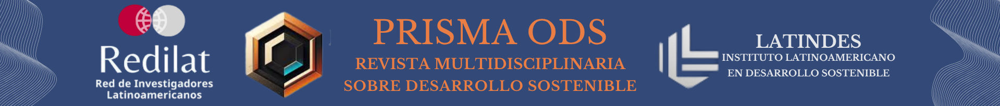 Redilat
Red de Investigadores
Latinoamericanos
PRISMA ODS
REVISTA MULTIDISCIPLINARIA
SOBRE DESARROLLO SOSTENIBLE
LATINDES
INSTITUTO LATINOAMERICANO
EN DESARROLLO SOSTENIBLE